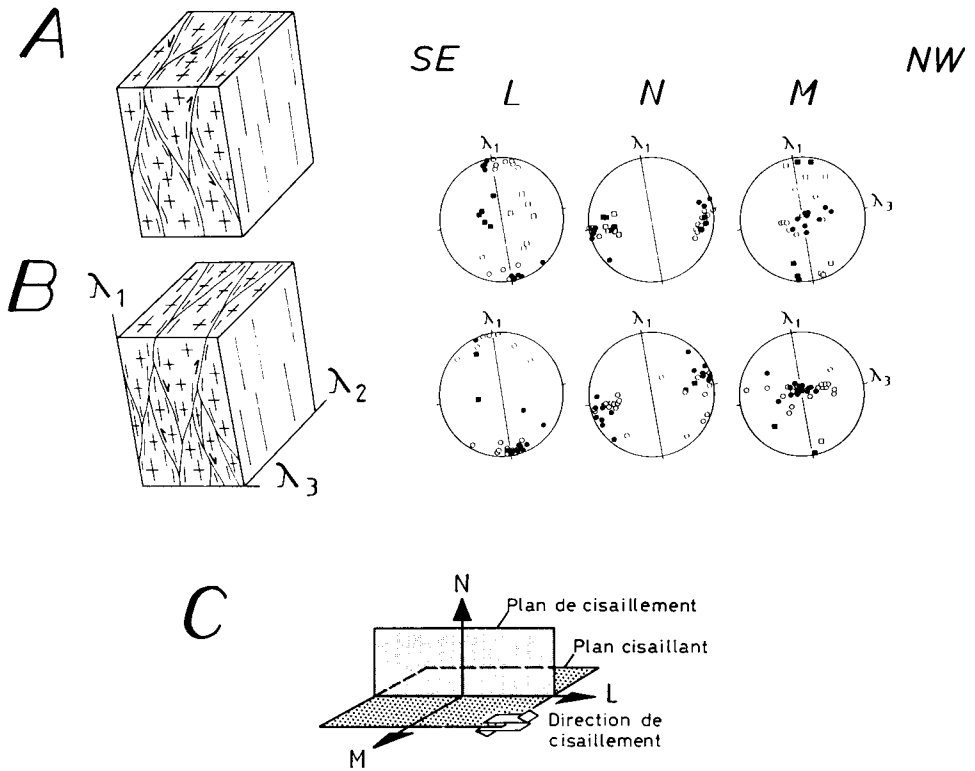 A
SE
NW
L N M
λ₁ λ₁ λ₁
λ₃
B
λ₁
λ₂
λ₃
λ₁ λ₁ λ₁
λ₃
C
N
Plan de cisaillement
Plan cisaillant
L
Direction de
cisaillement
M